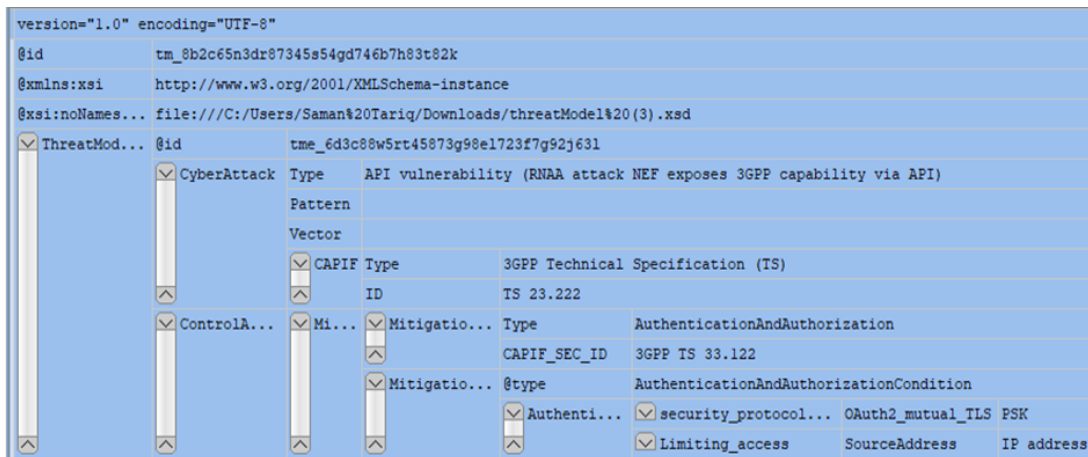 version="1.0" encoding="UTF-8"
@id tm_8b2c65n3dr87345s54gd746b7h83t82k
@xmlns:xsi http://www.w3.org/2001/XMLSchema-instance
@xsi:noNames... file:///C:/Users/Saman%20Tariq/Downloads/threatModel%20(3).xsd
ThreatMod... @id tme_6d3c88w5rt45873g98el723f7g92j631
CyberAttack Type API vulnerability (RNAA attack NEF exposes 3GPP capability via API)
Pattern
Vector
CAPIF Type 3GPP Technical Specification (TS)
ID TS 23.222
ControlA... Mi... Mitigatio... Type AuthenticationAndAuthorization
CAPIF_SEC_ID 3GPP TS 33.122
Mitigatio... @type AuthenticationAndAuthorizationCondition
Authenti... security_protocol... OAuth2_mutual_TLS PSK
Limiting_access SourceAddress IP address